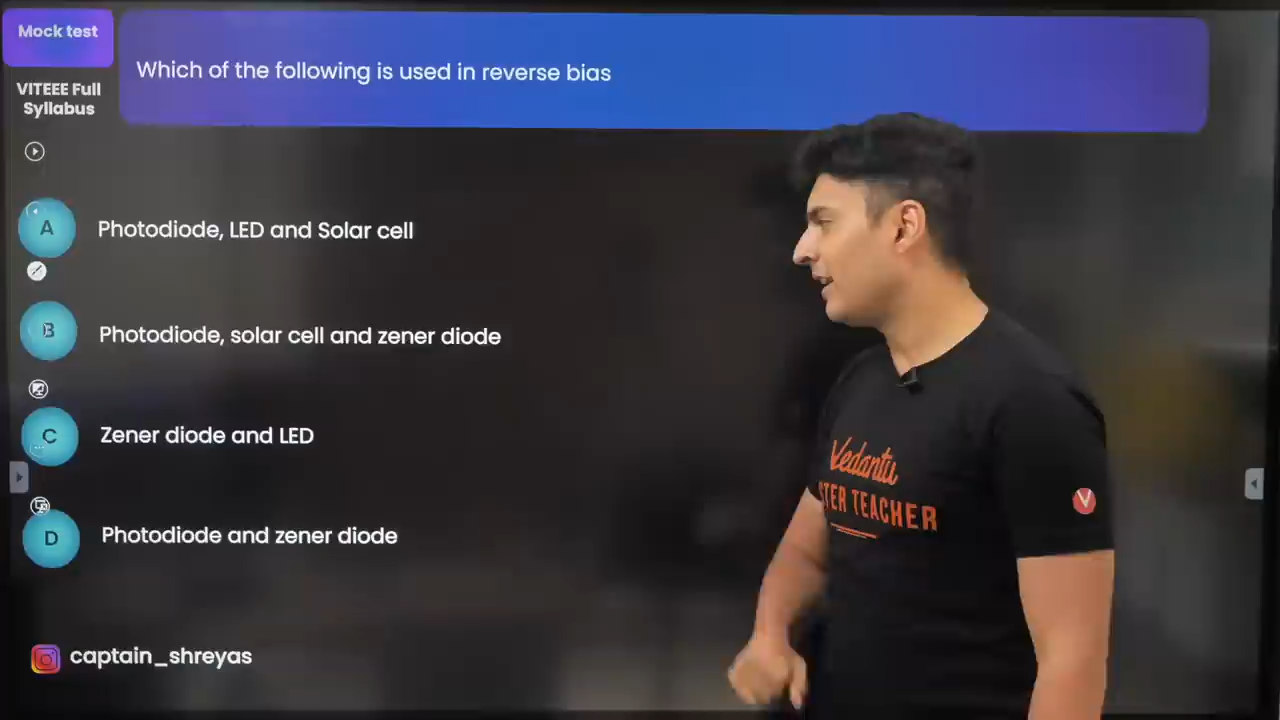 Mock test
Which of the following is used in reverse bias
VITEEE Full
Syllabus
A
Photodiode, LED and Solar cell
B
Photodiode, solar cell and zener diode
C
Zener diode and LED
D
Photodiode and zener diode
captain_shreyas
Vedantu
STER TEACHER
V